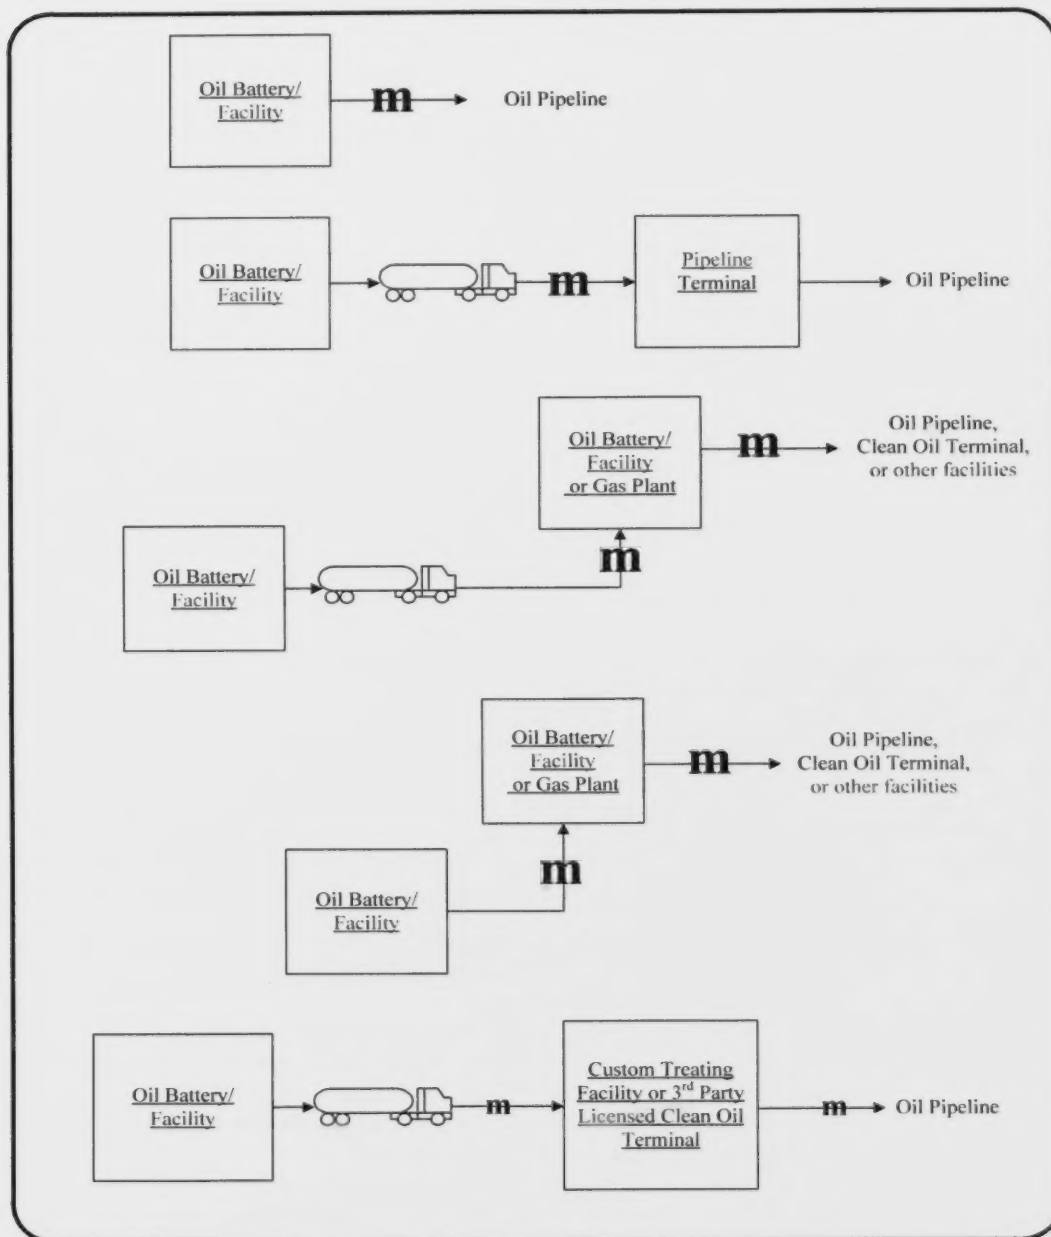 Oil Battery/
Facility
m
Oil Pipeline
Oil Battery/
Facility
m
Pipeline
Terminal
Oil Pipeline
Oil Battery/
Facility
or Gas Plant
m
Oil Pipeline,
Clean Oil Terminal,
or other facilities
m
Oil Battery/
Facility
Oil Battery/
Facility
or Gas Plant
m
Oil Pipeline,
Clean Oil Terminal,
or other facilities
m
Oil Battery/
Facility
Oil Battery/
Facility
m
Custom Treating
Facility or 3rd Party
Licensed Clean Oil
Terminal
m
Oil Pipeline